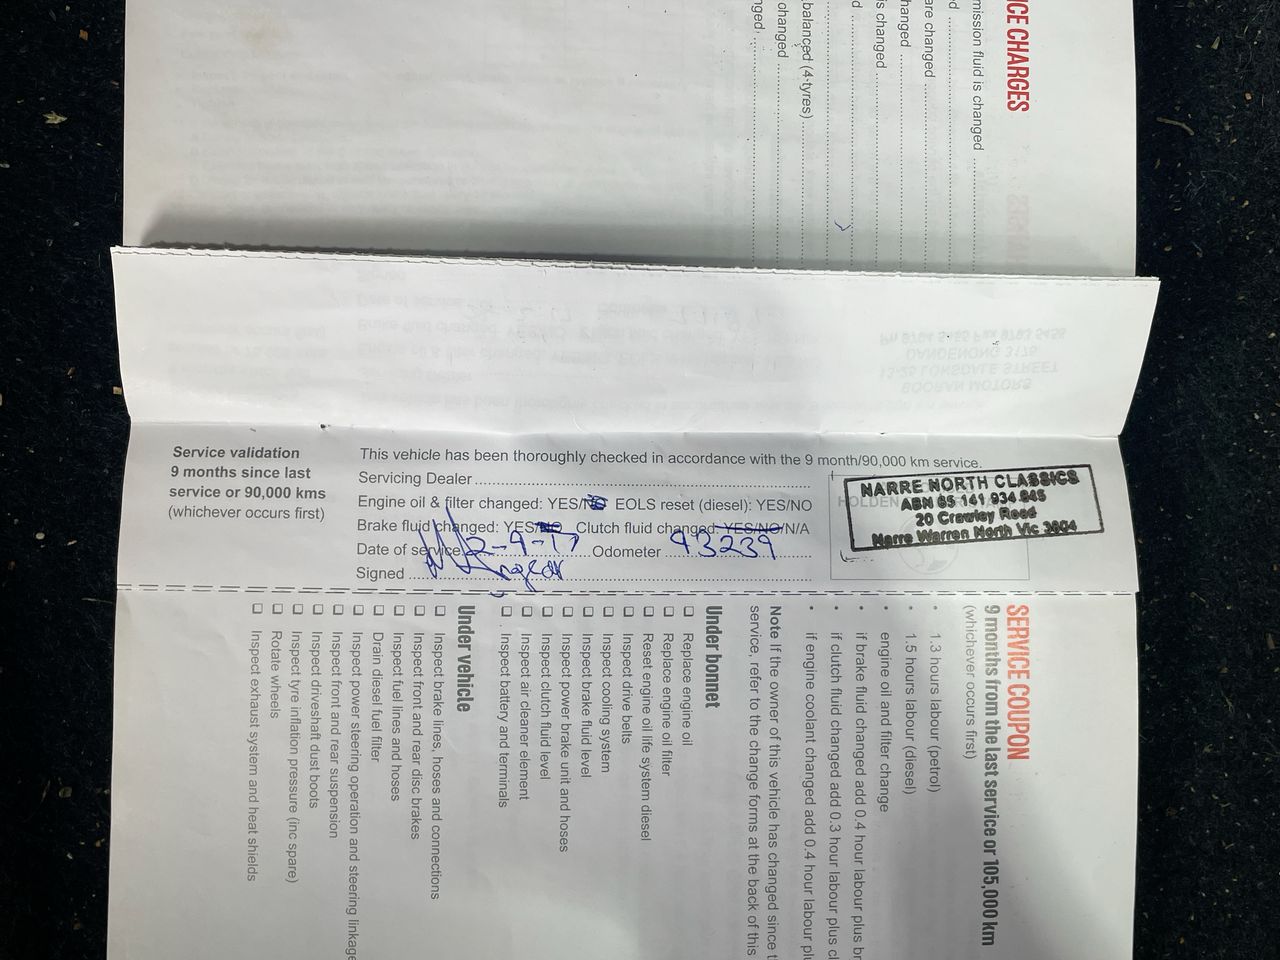 ICE CHARGES
mission fluid is changed
are changed
hanged
s changed
balanced (4-tyres)
changed
nged
Service validation
9 months since last
service or 90,000 kms
(whichever occurs first)
This vehicle has been thoroughly checked in accordance with the 9 month/90,000 km service.
Servicing Dealer
Engine oil & filter changed: YES/NO EOLS reset (diesel): YES/NO
Brake fluid changed: YES/NO Clutch fluid changed: YES/NO/N/A
Date of service 12-9-17 Odometer 93239
Signed
HOLDEN
NARRE NORTH CLASSICS
ABN 65 141 934 845
20 Crawley Road
Narre Warren North Vic 3804
SERVICE COUPON
9 months from the last service or 105,000 km
(whichever occurs first)
• 1.3 hours labour (petrol)
• 1.5 hours labour (diesel)
• engine oil and filter change
• if brake fluid changed add 0.4 hour labour plus br
• if clutch fluid changed add 0.3 hour labour plus cl
• if engine coolant changed add 0.4 hour labour plu
Note If the owner of this vehicle has changed since t
service, refer to the change forms at the back of this
Under bonnet
❑ Replace engine oil
❑ Replace engine oil filter
❑ Reset engine oil life system diesel
❑ Inspect drive belts
❑ Inspect cooling system
❑ Inspect brake fluid level
❑ Inspect power brake unit and hoses
❑ Inspect clutch fluid level
❑ Inspect air cleaner element
❑ Inspect battery and terminals
Under vehicle
❑ Inspect brake lines, hoses and connections
❑ Inspect front and rear disc brakes
❑ Inspect fuel lines and hoses
❑ Drain diesel fuel filter
❑ Inspect power steering operation and steering linkage
❑ Inspect front and rear suspension
❑ Inspect driveshaft dust boots
❑ Inspect tyre inflation pressure (inc spare)
❑ Rotate wheels
❑ Inspect exhaust system and heat shields